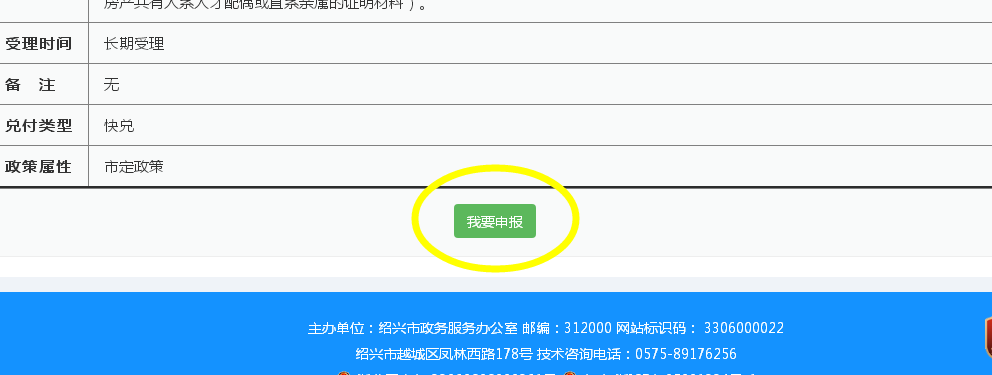 房产共有人系人才配偶或直系亲属的证明材料）。
受理时间 长期受理
备 注 无
兑付类型 快兑
政策属性 市定政策
我要申报
主办单位：绍兴市政务服务办公室 邮编：312000 网站标识码： 3306000022
绍兴市越城区凤林西路178号 技术咨询电话：0575-89176256